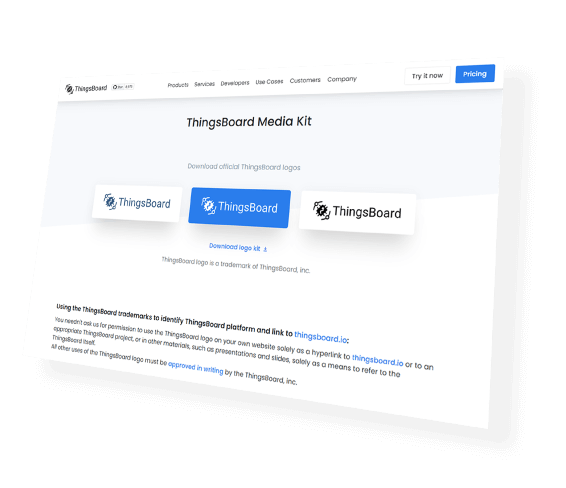 ThingsBoard Star
Products Services Developers Use Cases Customers Company Try it now Pricing
ThingsBoard Media Kit
Download official ThingsBoard logos
ThingsBoard ThingsBoard ThingsBoard
Download logo kit
ThingsBoard logo is a trademark of ThingsBoard, Inc.
Using the ThingsBoard trademarks to identify ThingsBoard platform and link to thingsboard.io:
You needn't ask us for permission to use the ThingsBoard logo on your own website solely as a hyperlink to thingsboard.io or to an
appropriate ThingsBoard project, or in other materials, such as presentations and slides, solely as a means to refer to the
ThingsBoard itself.
All other uses of the ThingsBoard logo must be approved in writing by the ThingsBoard, Inc.